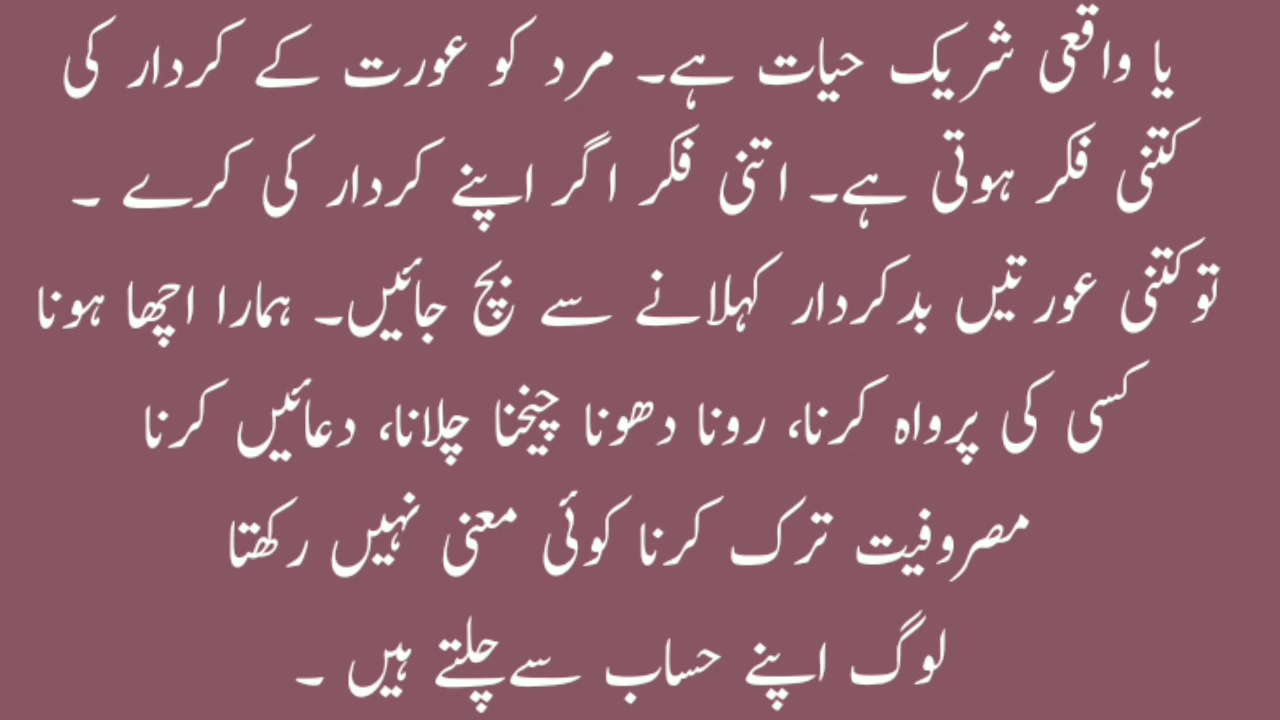 یا واقعی شریک حیات ہے۔ مرد کو عورت کے کردار کی
کتنی فکر ہوتی ہے۔ اتنی فکر اگر اپنے کردار کی کرے ۔
تو کتنی عورتیں بدکردار کہلانے سے بچ جائیں۔ ہمارا اچھا ہونا
کسی کی پرواہ کرنا، رونا دھونا چیخنا چلانا، دعائیں کرنا
مصروفیت ترک کرنا کوئی معنی نہیں رکھتا
لوگ اپنے حساب سے چلتے ہیں ۔